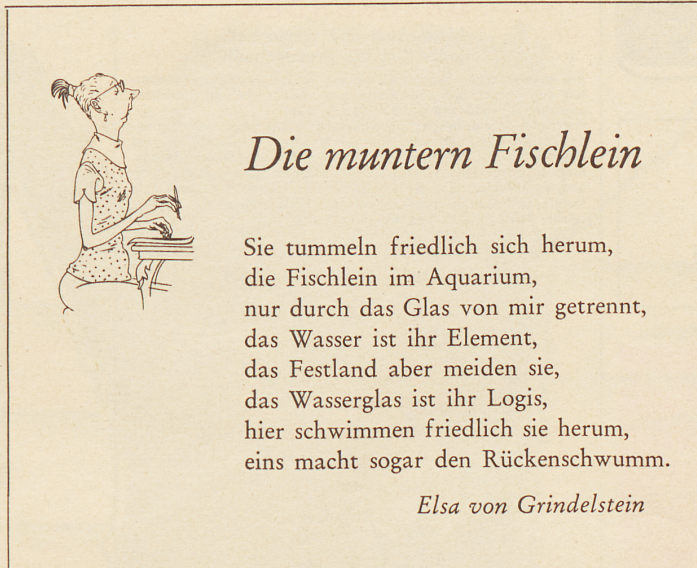 Die muntern Fischlein
Sie tummeln friedlich sich herum,
die Fischlein im Aquarium,
nur durch das Glas von mir getrennt,
das Wasser ist ihr Element,
das Festland aber meiden sie,
das Wasserglas ist ihr Logis,
hier schwimmen friedlich sie herum,
eins macht sogar den Rückenschwumm.
Elsa von Grindelstein